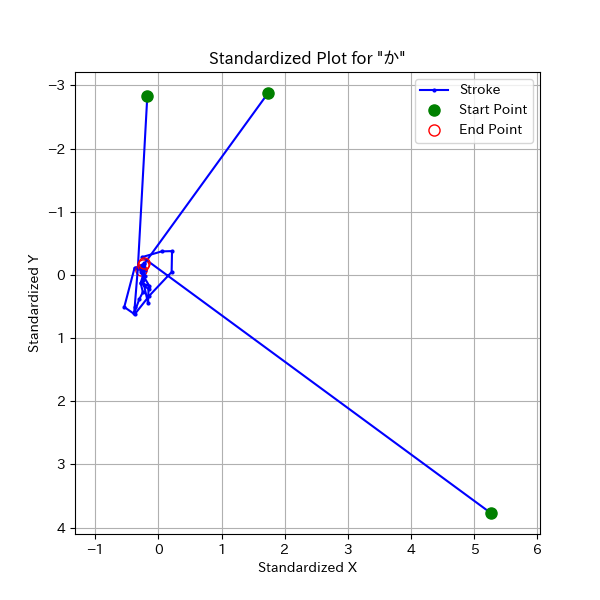 Standardized Plot for "か"
Stroke
Start Point
End Point
Standardized Y
−3
−2
−1
0
1
2
3
4
−1 0 1 2 3 4 5 6
Standardized X